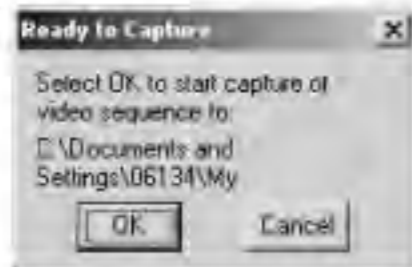 Ready to Capture
Select OK to start capture of
video sequence to:
C:\Documents and
Settings\06134\My
OK
Cancel